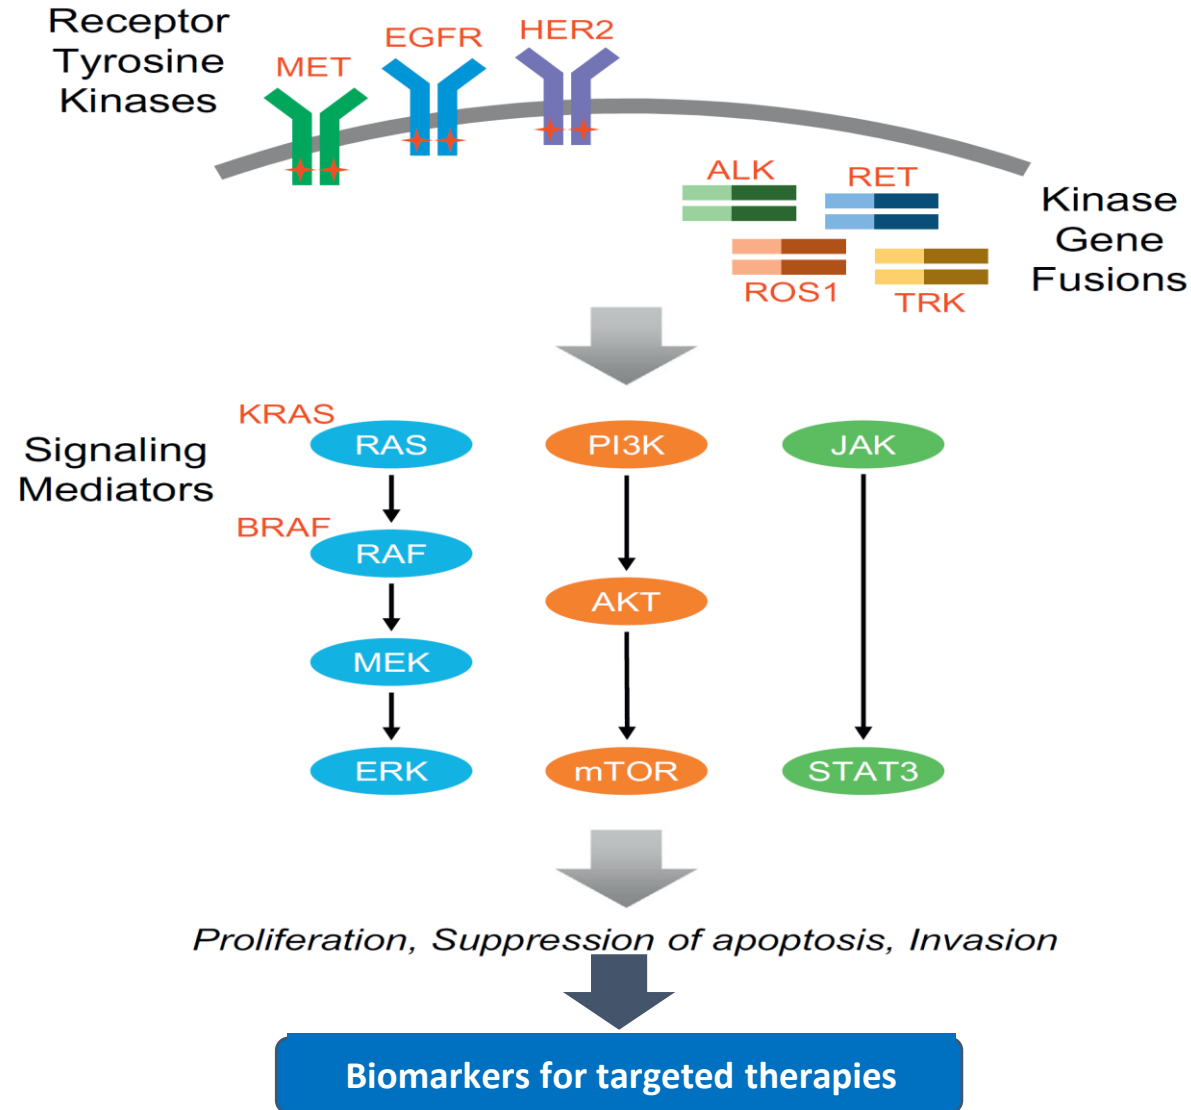 Receptor
Tyrosine
Kinases
MET
EGFR
HER2
ALK
RET
ROS1
TRK
Kinase
Gene
Fusions
Signaling
Mediators
KRAS
RAS
PI3K
JAK
BRAF
RAF
AKT
MEK
ERK
mTOR
STAT3
Proliferation, Suppression of apoptosis, Invasion
Biomarkers for targeted therapies